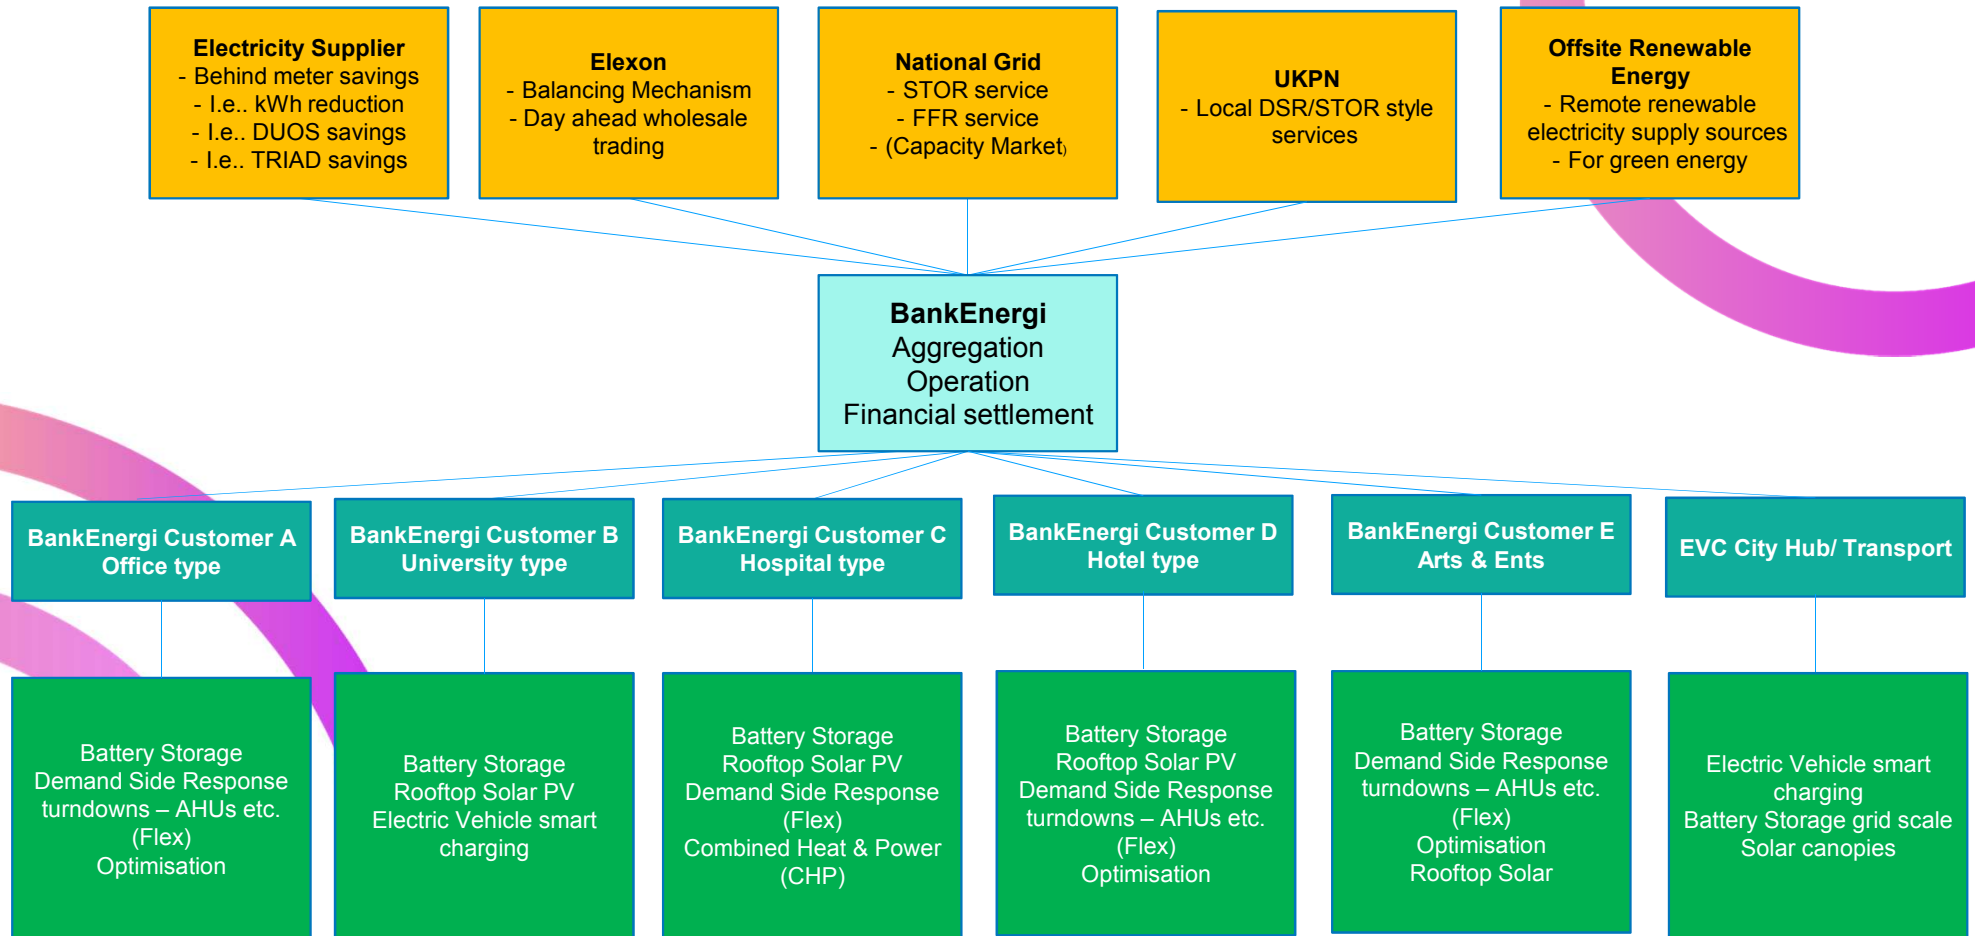 Electricity Supplier
- Behind meter savings
- I.e.. kWh reduction
- I.e.. DUOS savings
- I.e.. TRIAD savings
Elexon
- Balancing Mechanism
- Day ahead wholesale
trading
National Grid
- STOR service
- FFR service
- (Capacity Market)
UKPN
- Local DSR/STOR style
services
Offsite Renewable
Energy
- Remote renewable
electricity supply sources
- For green energy
BankEnergi
Aggregation
Operation
Financial settlement
BankEnergi Customer A
Office type
BankEnergi Customer B
University type
BankEnergi Customer C
Hospital type
BankEnergi Customer D
Hotel type
BankEnergi Customer E
Arts & Ents
EVC City Hub/ Transport
Battery Storage
Demand Side Response
turndowns – AHUs etc.
(Flex)
Optimisation
Battery Storage
Rooftop Solar PV
Electric Vehicle smart
charging
Battery Storage
Rooftop Solar PV
Demand Side Response
(Flex)
Combined Heat & Power
(CHP)
Battery Storage
Rooftop Solar PV
Demand Side Response
turndowns – AHUs etc.
(Flex)
Optimisation
Battery Storage
Demand Side Response
turndowns – AHUs etc.
(Flex)
Optimisation
Rooftop Solar
Electric Vehicle smart
charging
Battery Storage grid scale
Solar canopies